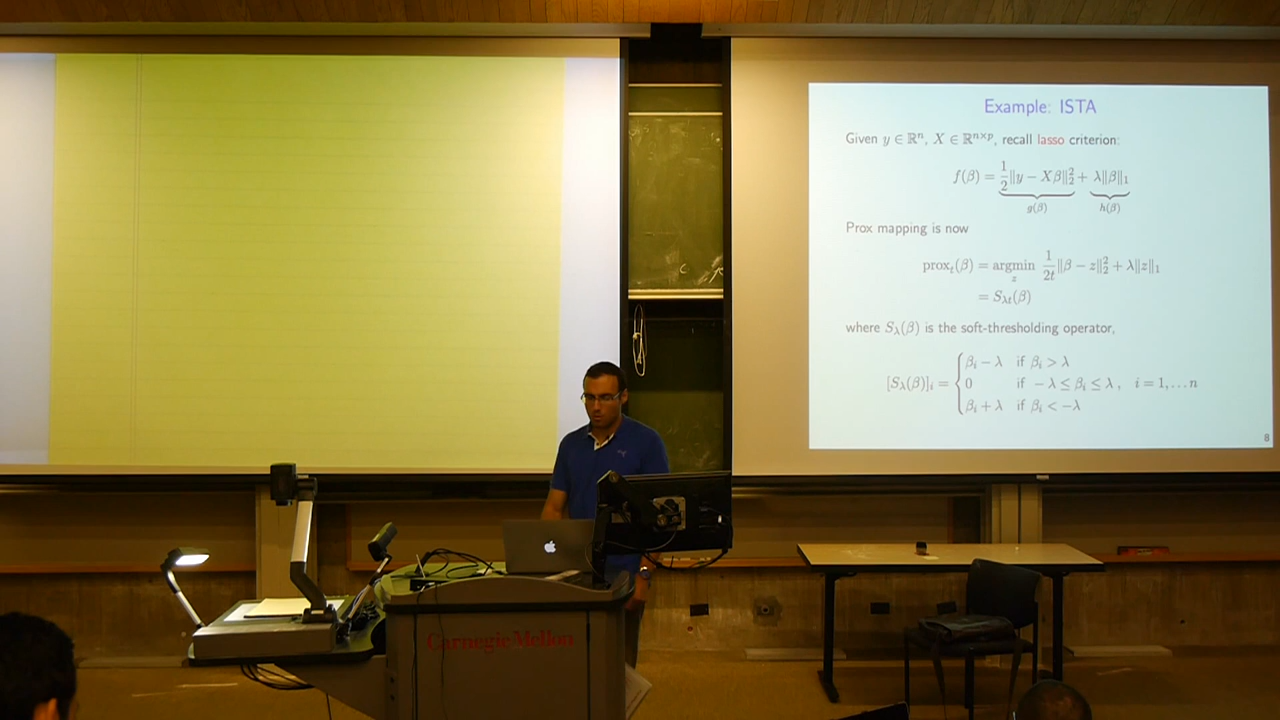 Example: ISTA
Given y ∈ ℝⁿ, X ∈ ℝⁿˣᵖ, recall lasso criterion:
f(β) = 1/2 ‖y − Xβ‖₂² + λ‖β‖₁
g(β) h(β)
Prox mapping is now
proxₜ(β) = argmin_z 1/2t ‖β − z‖₂² + λ‖z‖₁
= S_λt(β)
where S_λ(β) is the soft-thresholding operator,
[S_λ(β)]ᵢ = { βᵢ − λ if βᵢ > λ
0 if −λ ≤ βᵢ ≤ λ , i = 1, . . . n
βᵢ + λ if βᵢ < −λ
8
Carnegie Mellon